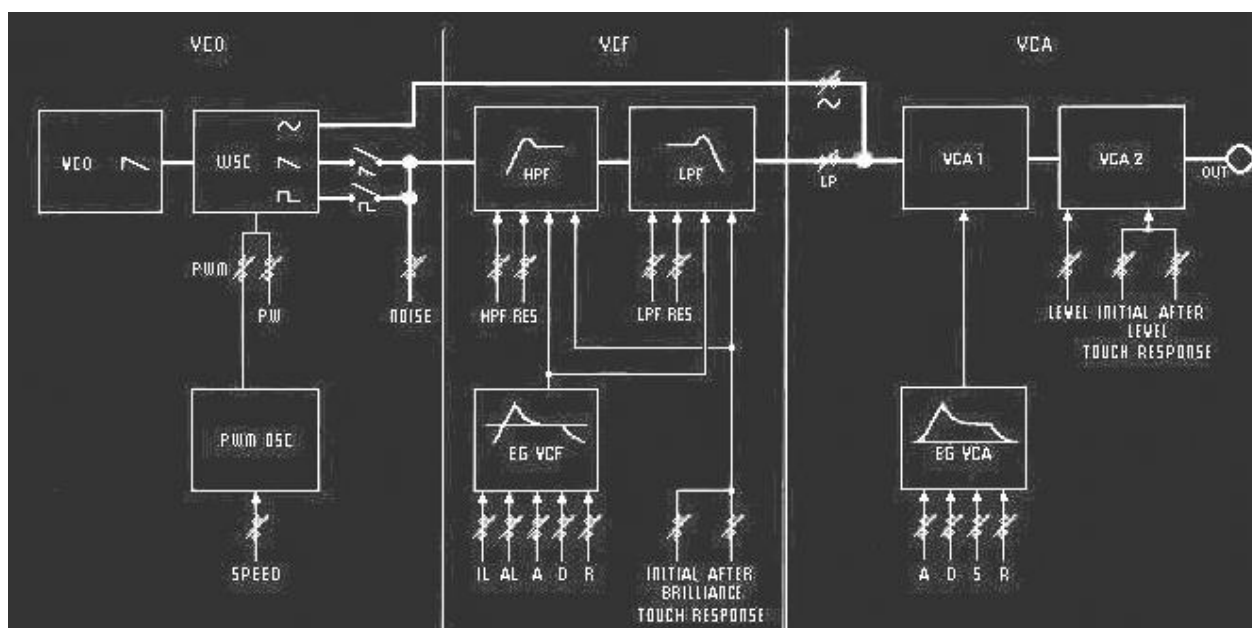 VCO
VCF
VCA
VCO
WSC
HPF
LPF
LP
VCA 1
VCA 2
OUT
PWM
PW
NOISE
HPF RES
LPF RES
LEVEL INITIAL AFTER
LEVEL
TOUCH RESPONSE
PWM OSC
EG VCF
EG VCA
SPEED
IL AL A D R
INITIAL AFTER
BRILLIANCE
TOUCH RESPONSE
A D S R